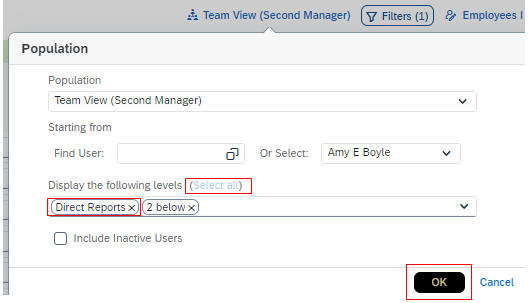 Team View (Second Manager) Filters (1) Employees I
Population
Population
Team View (Second Manager)
Starting from
Find User: Or Select: Amy E Boyle
Display the following levels (Select all)
Direct Reports × 2 below ×
Include Inactive Users
OK Cancel